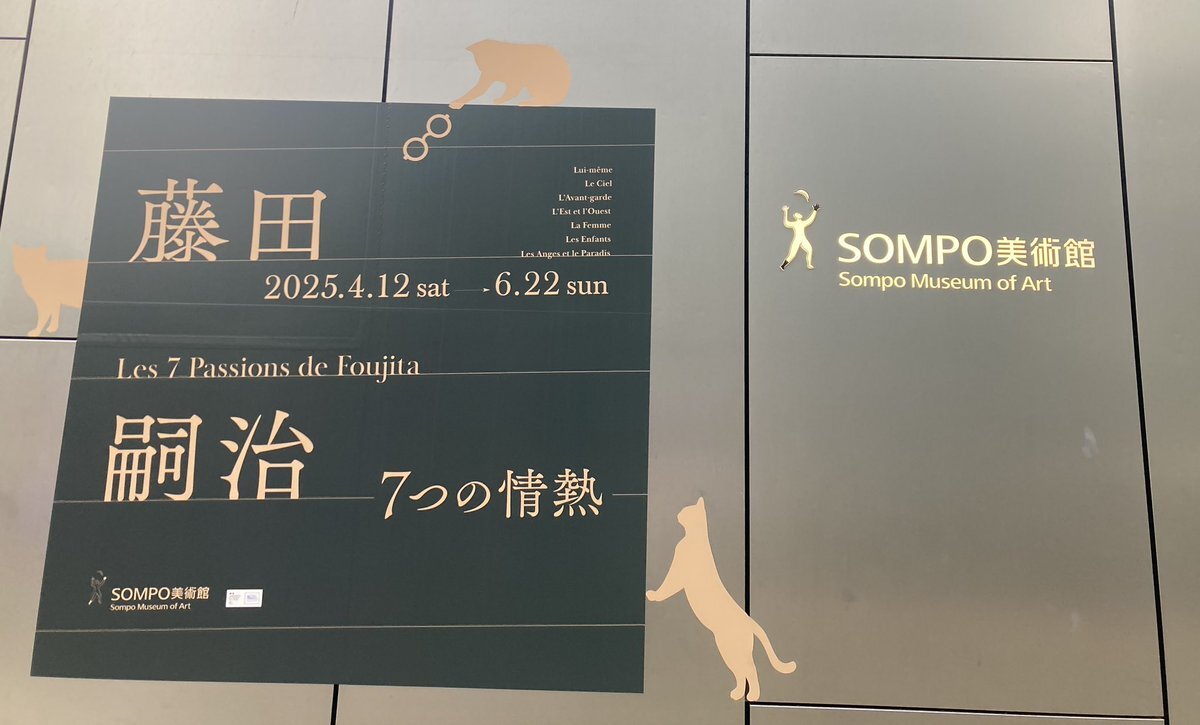 藤田
Lui-même
Le Ciel
L'Avant-garde
L'Est et l'Ouest
La Femme
Les Enfants
Les Anges et le Paradis
2025.4.12 sat → 6.22 sun
Les 7 Passions de Foujita
嗣治
7つの情熱
SOMPO美術館
Sompo Museum of Art
SOMPO美術館
Sompo Museum of Art